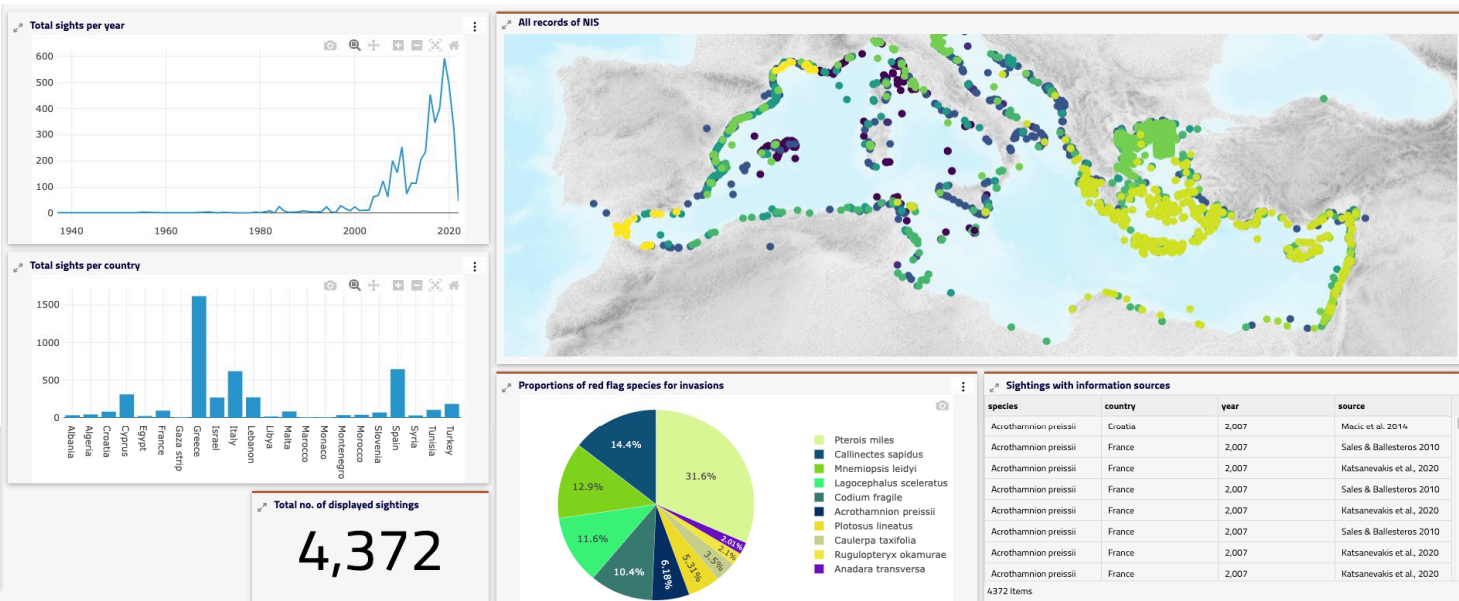 Total sights per year
600
500
400
300
200
100
0
1940
1960
1980
2000
2020
Total sights per country
1500
1000
500
0
Albania
Algeria
Croatia
Cyprus
Egypt
France
Gaza strip
Greece
Israel
Italy
Lebanon
Libya
Malta
Marocco
Monaco
Montenegro
Morocco
Slovenia
Spain
Syria
Tunisia
Turkey
Total no. of displayed sightings
4,372
All records of NIS
Proportions of red flag species for invasions
14.4%
31.6%
12.9%
11.6%
10.4%
6.18%
5.31%
3.5%
2.1%
2.01%
Pterois miles
Callinectes sapidus
Mnemiopsis leidyi
Lagocephalus sceleratus
Codium fragile
Acrothamnion preissii
Plotosus lineatus
Caulerpa taxifolia
Rugulopteryx okamurae
Anadara transversa
Sightings with information sources
species country year source
Acrothamnion preissii Croatia 2,007 Macic et al. 2014
Acrothamnion preissii France 2,007 Sales & Ballesteros 2010
Acrothamnion preissii France 2,007 Katsanevakis et al., 2020
Acrothamnion preissii France 2,007 Sales & Ballesteros 2010
Acrothamnion preissii France 2,007 Katsanevakis et al., 2020
Acrothamnion preissii France 2,007 Sales & Ballesteros 2010
Acrothamnion preissii France 2,007 Katsanevakis et al., 2020
Acrothamnion preissii France 2,007 Katsanevakis et al., 2020
4372 Items